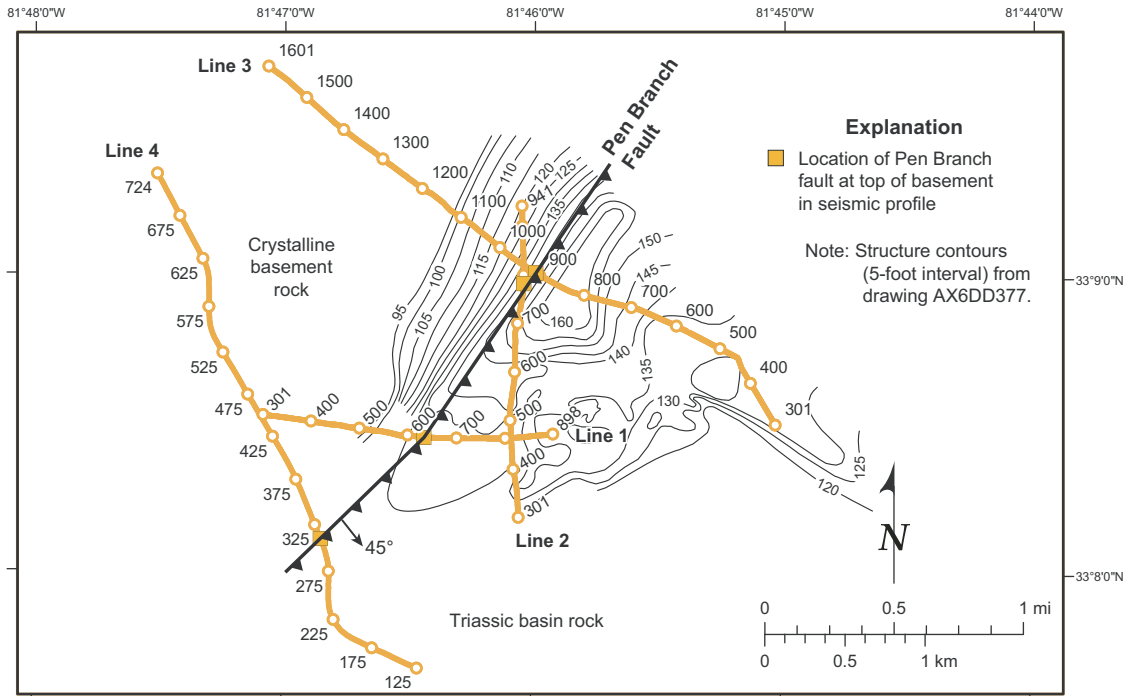 81°48'0"W
81°47'0"W
81°46'0"W
81°45'0"W
81°44'0"W
Line 3
1601
1500
1400
1300
1200
1100
1000
941
900
800
700
600
500
400
301
Pen Branch
Fault
Explanation
Location of Pen Branch
fault at top of basement
in seismic profile
Note: Structure contours
(5-foot interval) from
drawing AX6DD377.
Line 4
724
675
625
575
525
475
425
375
325
275
225
175
125
Crystalline
basement
rock
95
100
105
110
115
120
125
135
150
145
160
140
135
130
125
120
33°9'0"N
301
400
500
600
700
898
Line 1
700
600
500
400
301
Line 2
45°
Triassic basin rock
N
33°8'0"N
0
0.5
1 mi
0
0.5
1 km